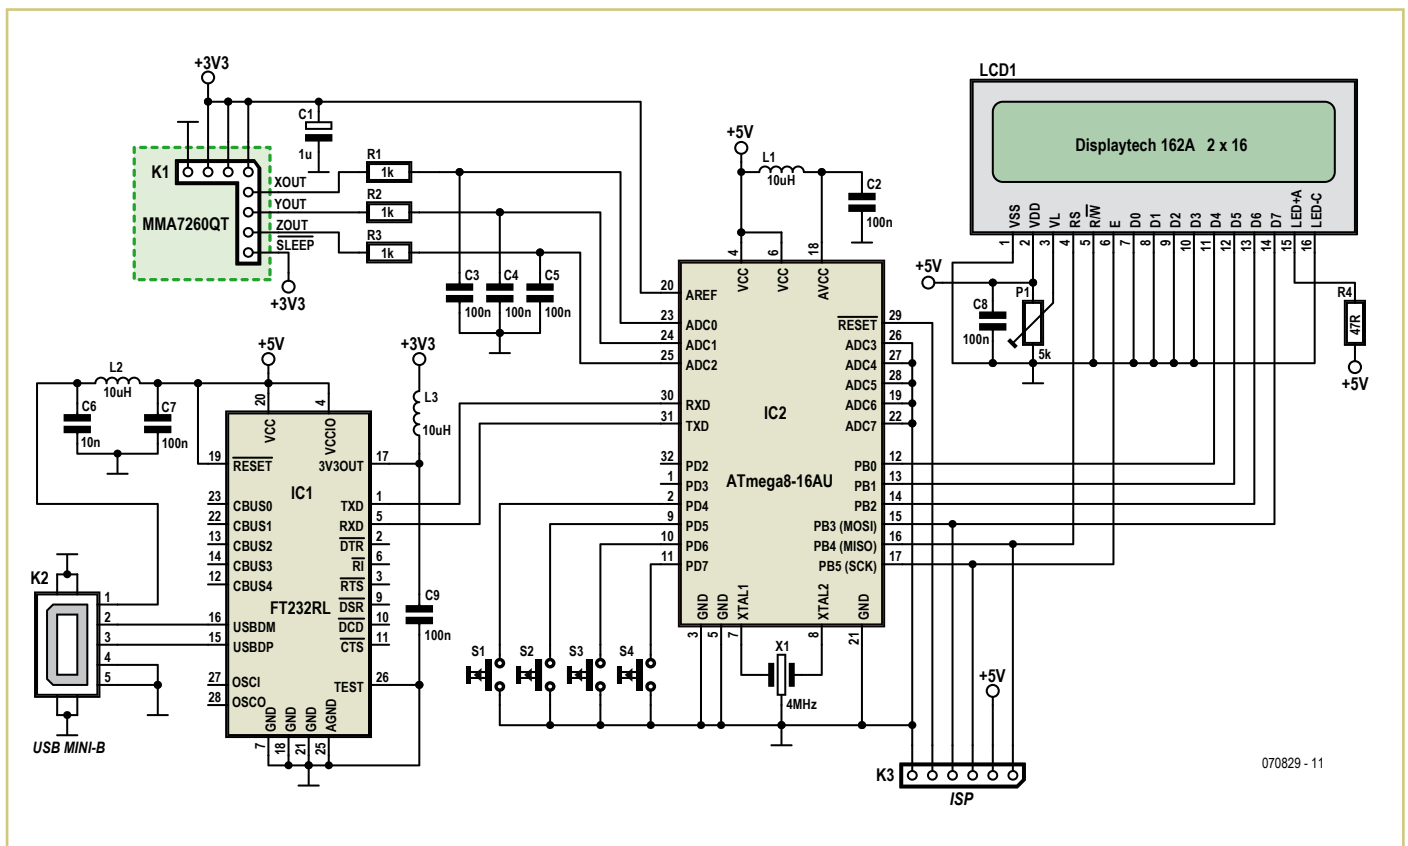 +3V3
C1
1u
K1
MMA7260QT
XOUT
YOUT
ZOUT
SLEEP
+3V3
R1
1k
R2
1k
R3
1k
C3
100n
C4
100n
C5
100n
+5V
L1
10uH
C2
100n
LCD1
Displaytech 162A 2 x 16
VSS
VDD
VL
RS
R/W
E
D0
D1
D2
D3
D4
D5
D6
D7
LED+A
LED-C
1
2
3
4
5
6
7
8
9
10
11
12
13
14
15
16
+5V
C8
100n
P1
5k
R4
47R
+5V
4
6
18
VCC
VCC
AVCC
20 AREF
23 ADC0
24 ADC1
25 ADC2
30 RXD
31 TXD
32 PD2
1 PD3
2 PD4
9 PD5
10 PD6
11 PD7
IC2
ATmega8-16AU
RESET 29
ADC3 26
ADC4 27
ADC5 28
ADC6 19
ADC7 22
PB0 12
PB1 13
PB2 14
PB3 (MOSI) 15
PB4 (MISO) 16
PB5 (SCK) 17
GND
GND
XTAL1
XTAL2
GND
3
5
7
8
21
X1
4MHz
S1
S2
S3
S4
+5V
L2
10uH
C6
10n
C7
100n
+3V3
L3
10uH
C9
100n
20
4
VCC
VCCIO
19 RESET
23 CBUS0
22 CBUS1
13 CBUS2
14 CBUS3
12 CBUS4
16 USBDM
15 USBDP
27 OSCI
28 OSCO
IC1
FT232RL
3V3OUT 17
TXD 1
RXD 5
DTR 2
RI 6
RTS 3
DSR 9
DCD 10
CTS 11
TEST 26
GND
GND
GND
AGND
7
18
21
25
K2
1
2
3
4
5
USB MINI-B
+5V
K3
ISP
070829 - 11